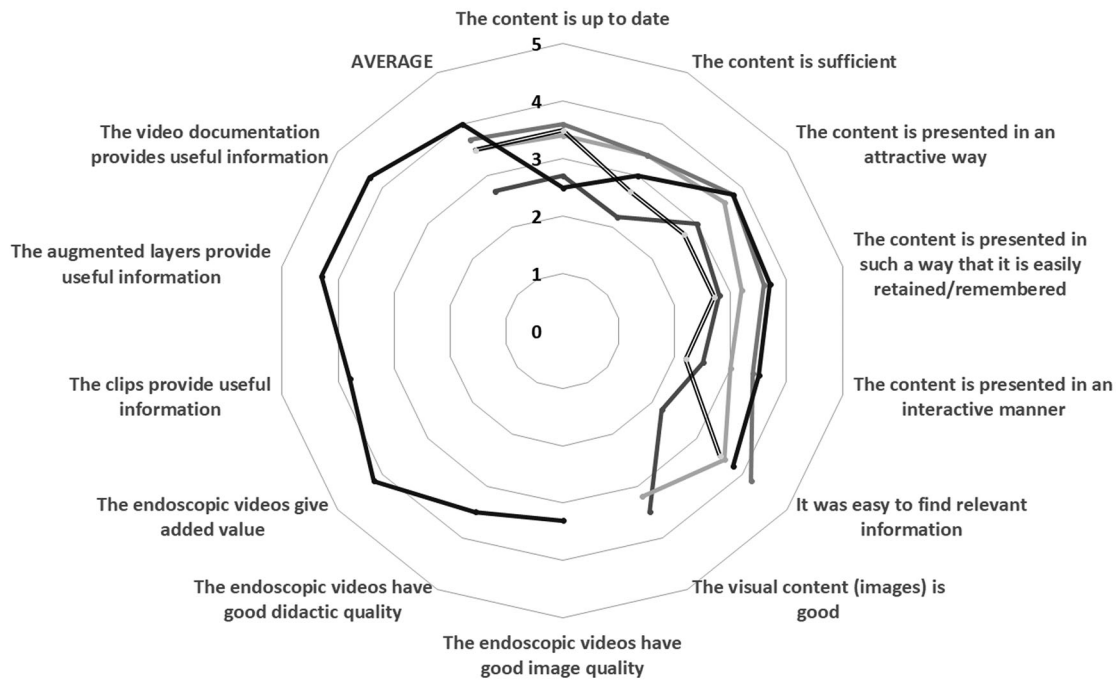 The content is up to date
The content is sufficient
The content is presented in an
attractive way
The content is presented in
such a way that it is easily
retained/remembered
The content is presented in an
interactive manner
It was easy to find relevant
information
The visual content (images) is
good
The endoscopic videos have
good image quality
The endoscopic videos have
good didactic quality
The endoscopic videos give
added value
The clips provide useful
information
The augmented layers provide
useful information
The video documentation
provides useful information
AVERAGE
5
4
3
2
1
0